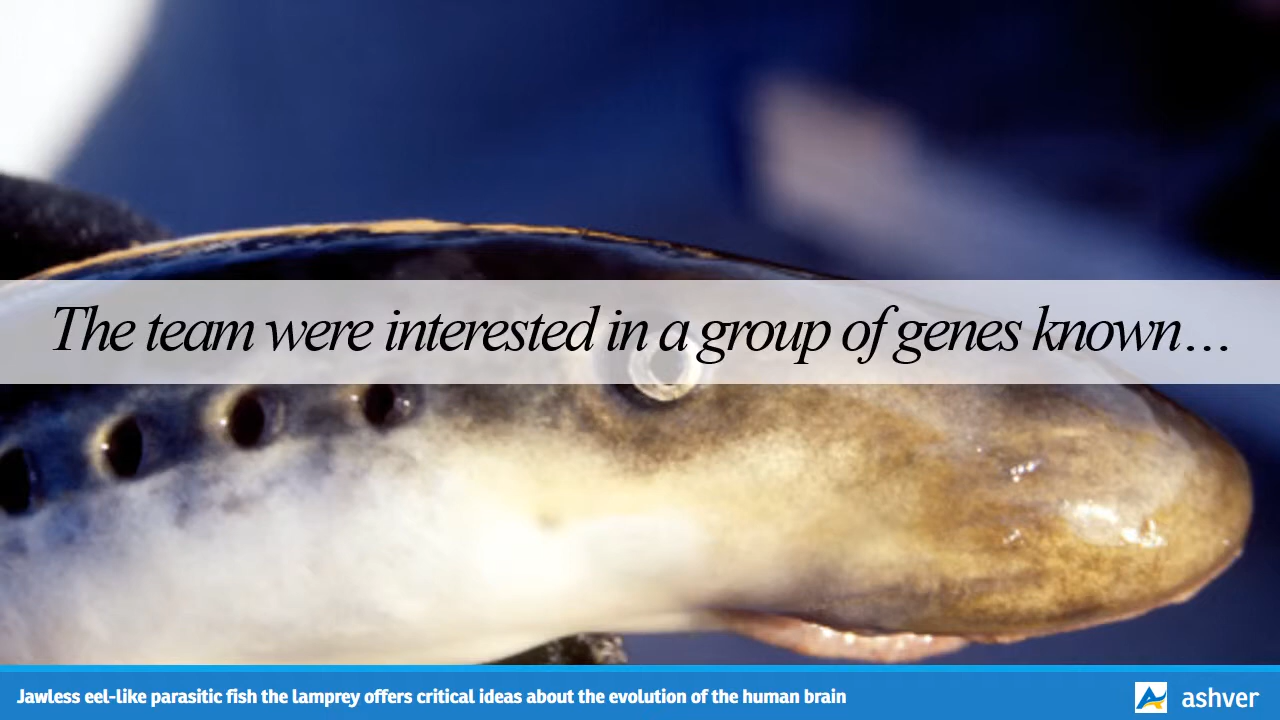 The team were interested in a group of genes known…
Jawless eel-like parasitic fish the lamprey offers critical ideas about the evolution of the human brain
ashver